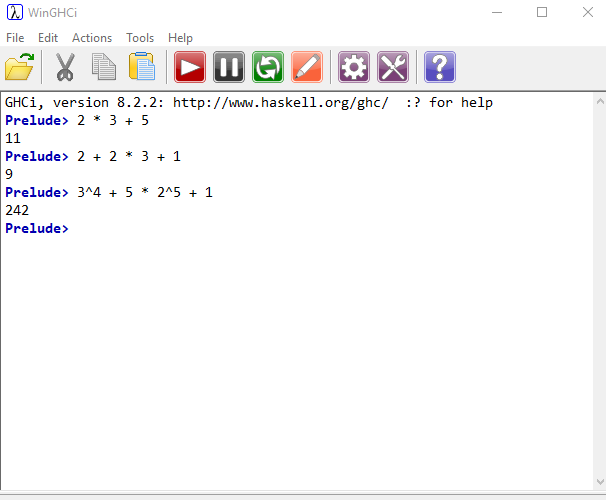 WinGHCi
File Edit Actions Tools Help
GHCi, version 8.2.2: http://www.haskell.org/ghc/  :? for help
Prelude> 2 * 3 + 5
11
Prelude> 2 + 2 * 3 + 1
9
Prelude> 3^4 + 5 * 2^5 + 1
242
Prelude>